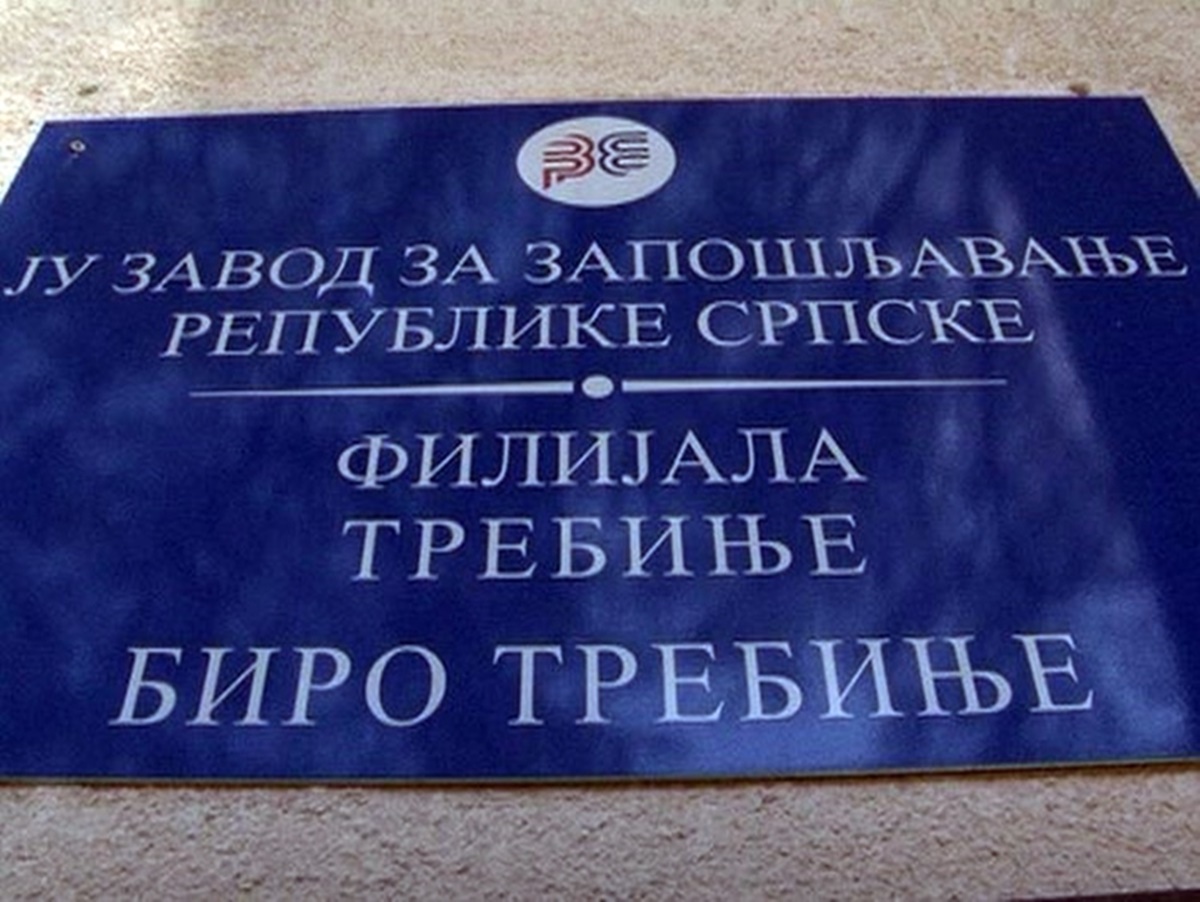 ЈУ ЗАВОД ЗА ЗАПОШЉАВАЊЕ
РЕПУБЛИКЕ СРПСКЕ
ФИЛИЈАЛА
ТРЕБИЊЕ
БИРО ТРЕБИЊЕ